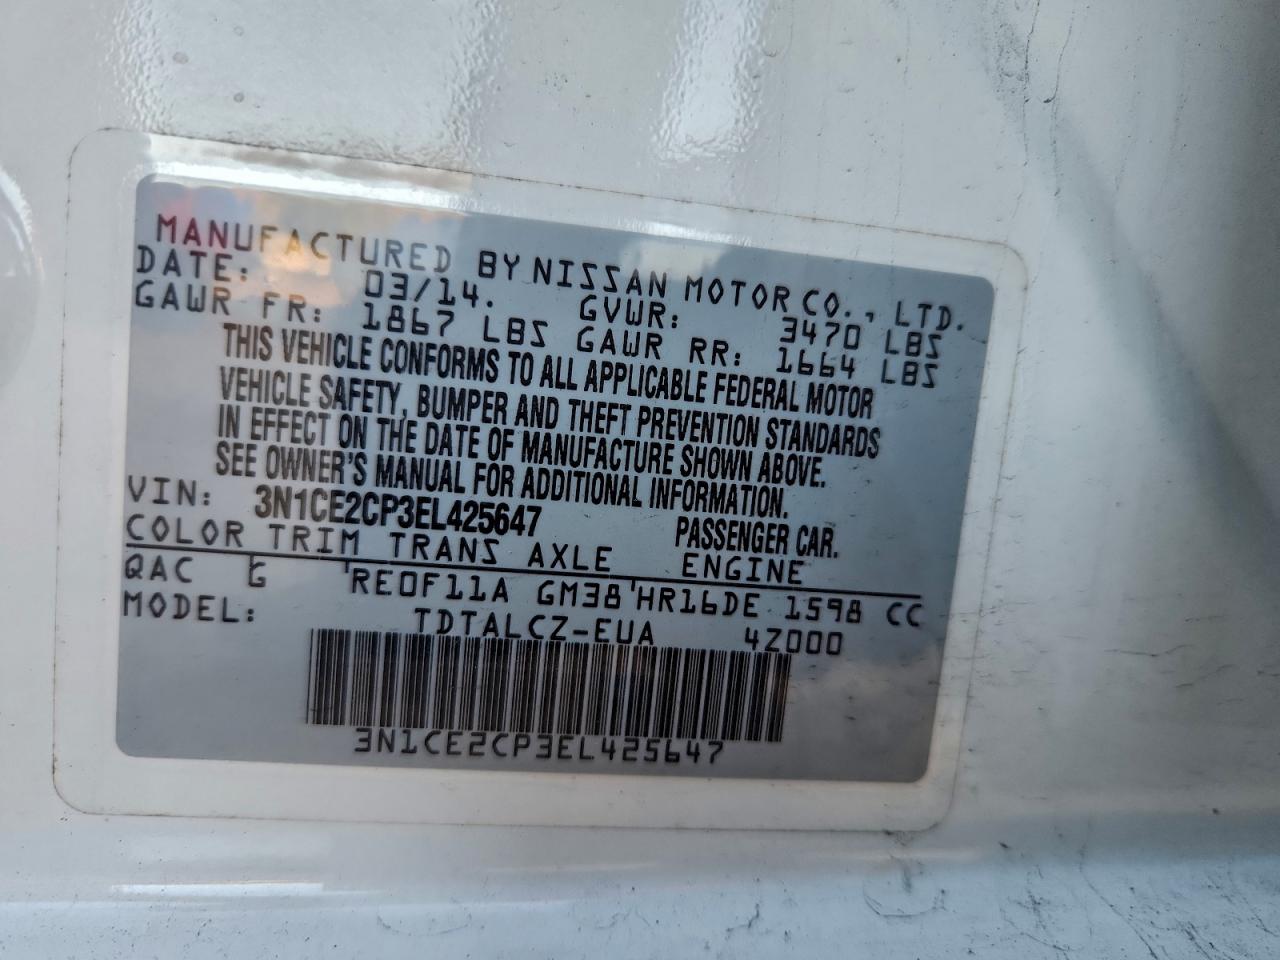 MANUFACTURED BY NISSAN MOTOR CO., LTD.
DATE: 03/14. GVWR: 3470 LBS
GAWR FR: 1867 LBS GAWR RR: 1664 LBS
THIS VEHICLE CONFORMS TO ALL APPLICABLE FEDERAL MOTOR
VEHICLE SAFETY, BUMPER AND THEFT PREVENTION STANDARDS
IN EFFECT ON THE DATE OF MANUFACTURE SHOWN ABOVE.
SEE OWNER'S MANUAL FOR ADDITIONAL INFORMATION.
VIN: 3N1CE2CP3EL425647 PASSENGER CAR.
COLOR TRIM TRANS AXLE ENGINE
QAC G RE0F11A GM38 HR16DE 1598 CC
MODEL: TDTALCZ-EUA 4Z000
3N1CE2CP3EL425647